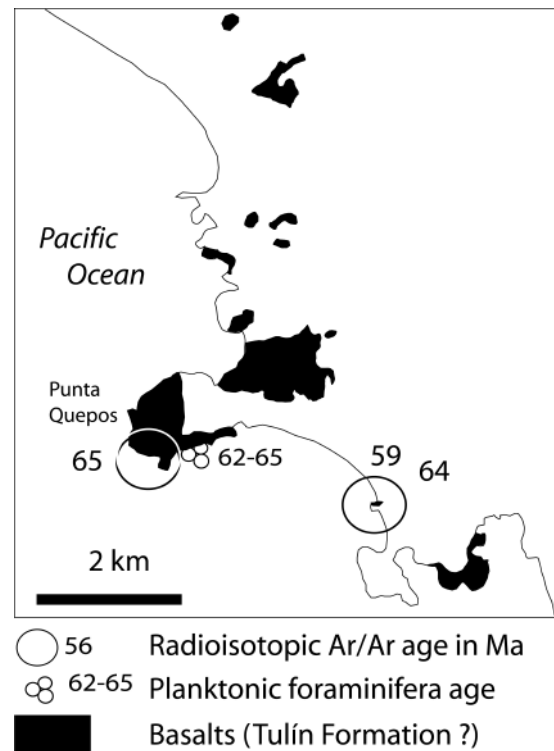 Pacific
Ocean
Punta
Quepos
65
62-65
59
64
2 km
56 Radioisotopic Ar/Ar age in Ma
62-65 Planktonic foraminifera age
Basalts (Tulín Formation ?)